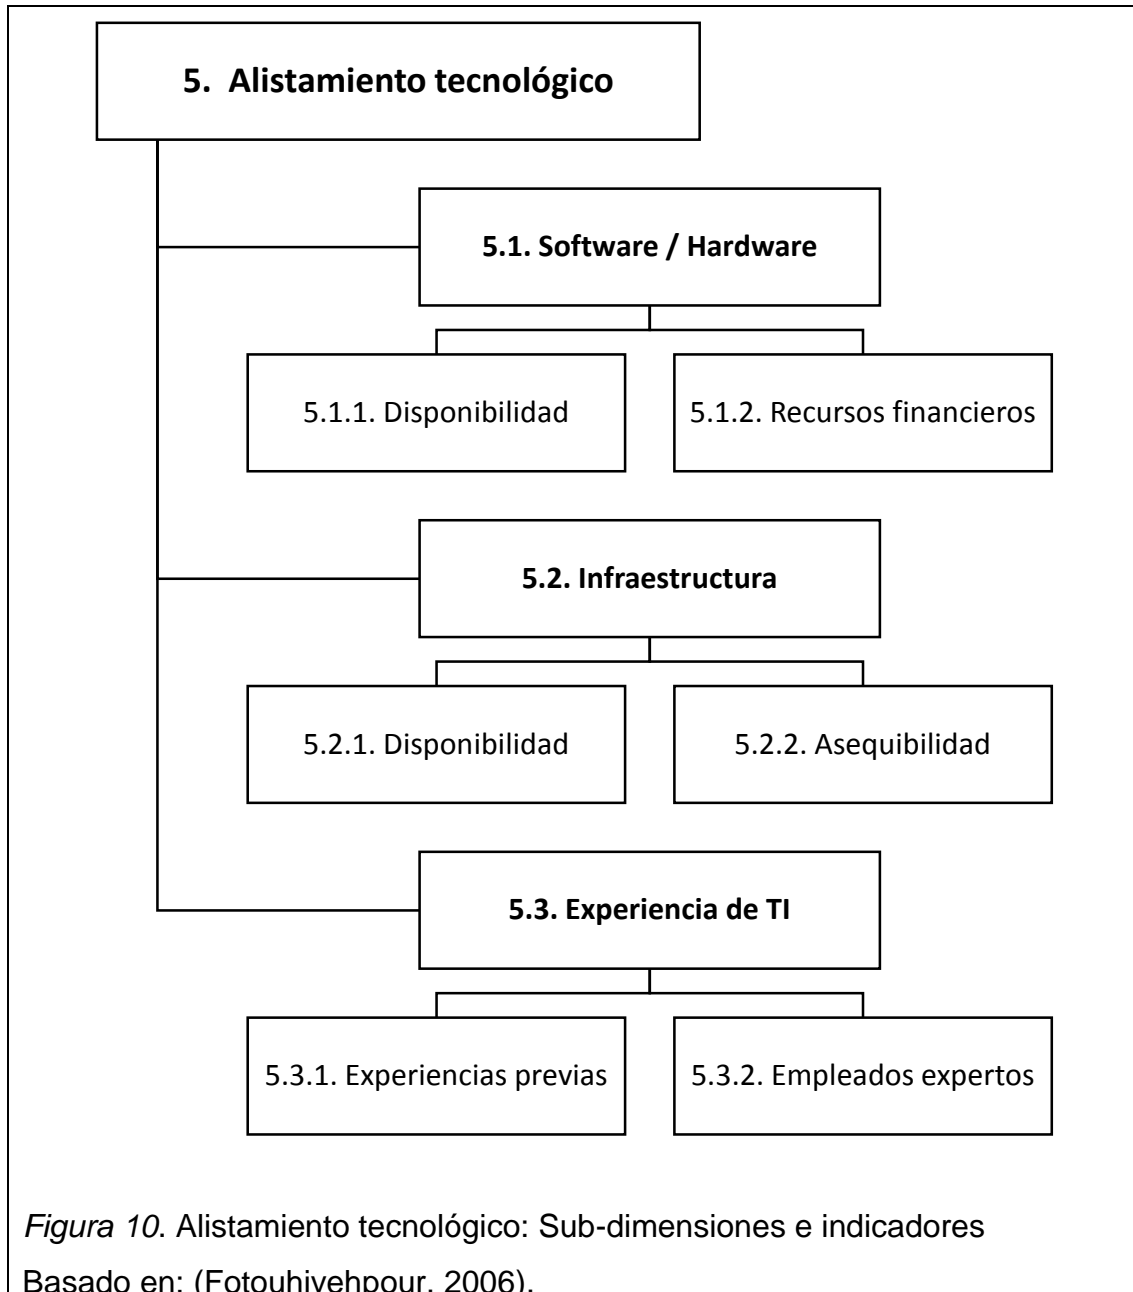 5. Alistamiento tecnológico
5.1. Software / Hardware
5.1.1. Disponibilidad
5.1.2. Recursos financieros
5.2. Infraestructura
5.2.1. Disponibilidad
5.2.2. Asequibilidad
5.3. Experiencia de TI
5.3.1. Experiencias previas
5.3.2. Empleados expertos
Figura 10. Alistamiento tecnológico: Sub-dimensiones e indicadores
Basado en: (Fotouhiyehpour, 2006).